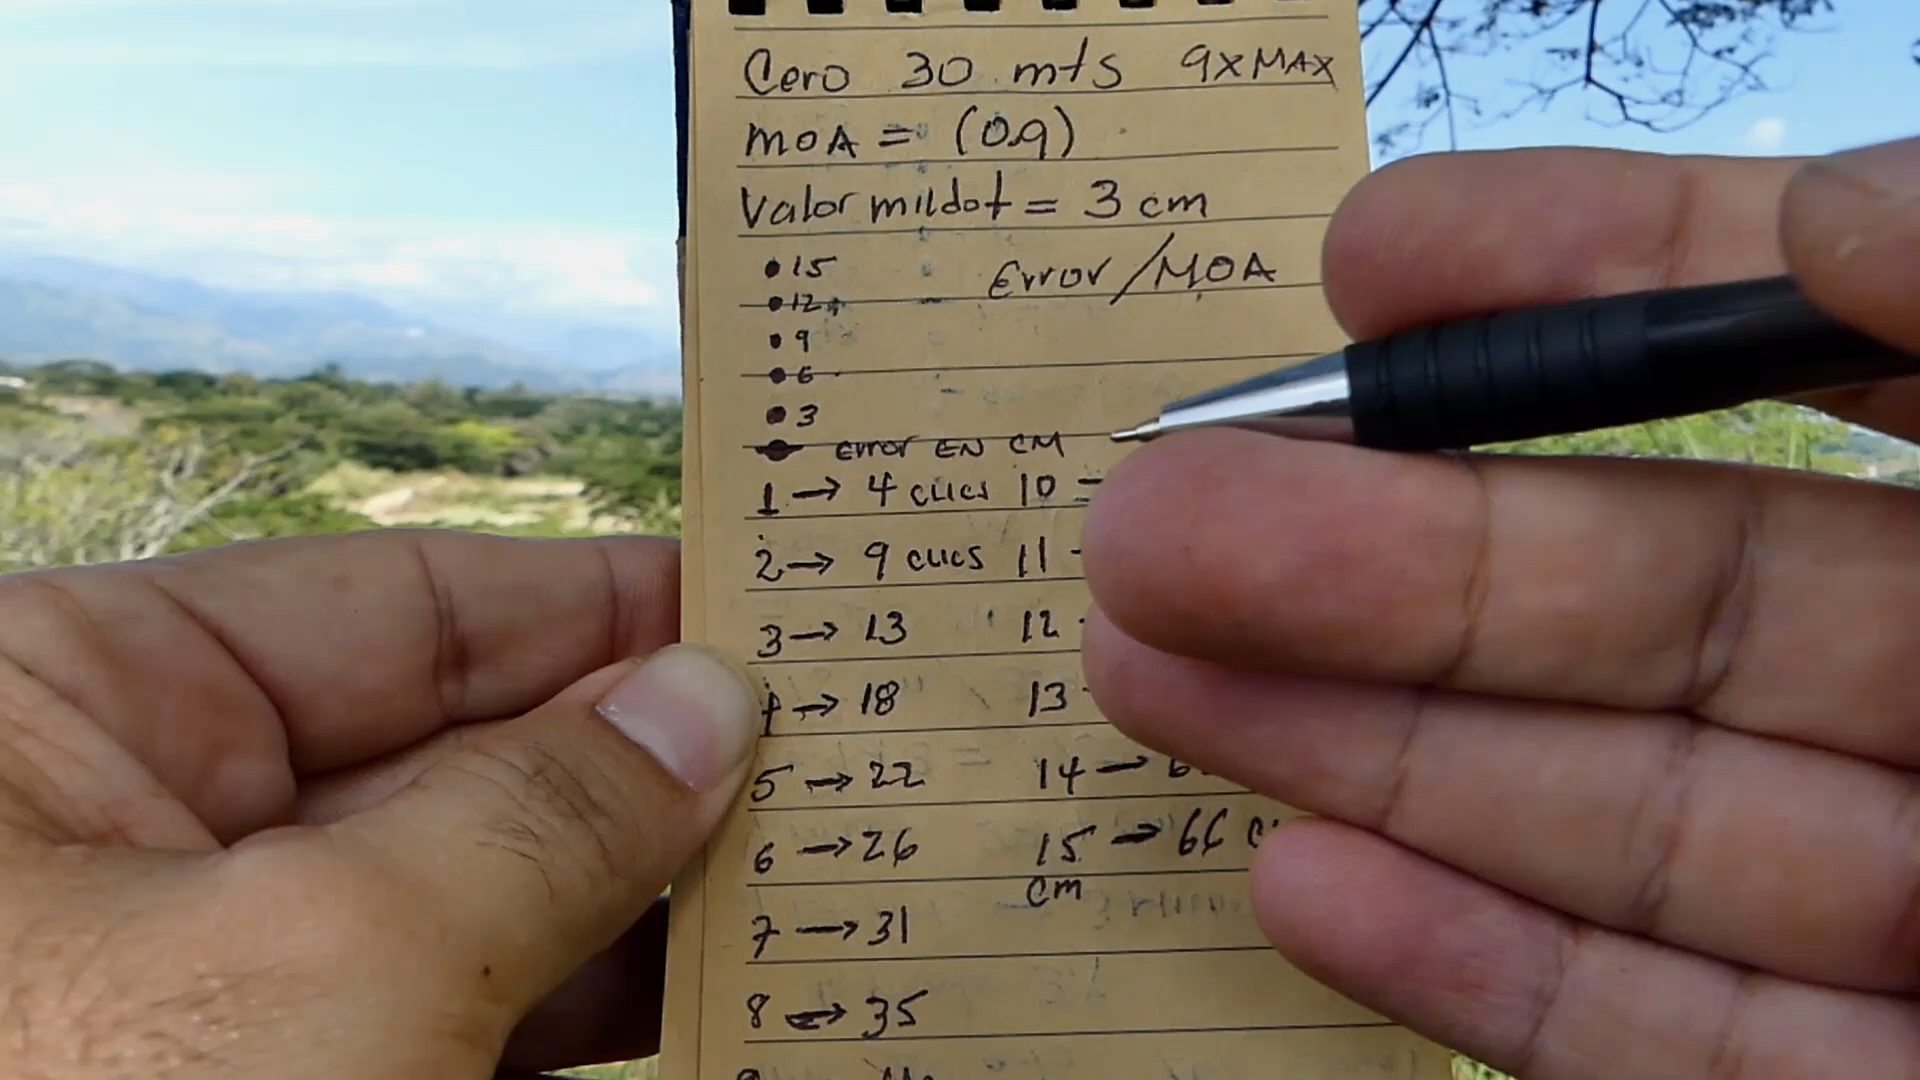 Cero 30 mts 9XMAX
MOA = (0.9)
Valor mildot = 3 cm
• 15 Error/MOA
• 12
• 9
• 6
• 3
error EN CM
1 → 4 clics 10 =
2 → 9 clics 11
3 → 13 12
→ 18 13
5 → 22 14 →
6 → 26 15 → 66
cm
7 → 31
8 → 35